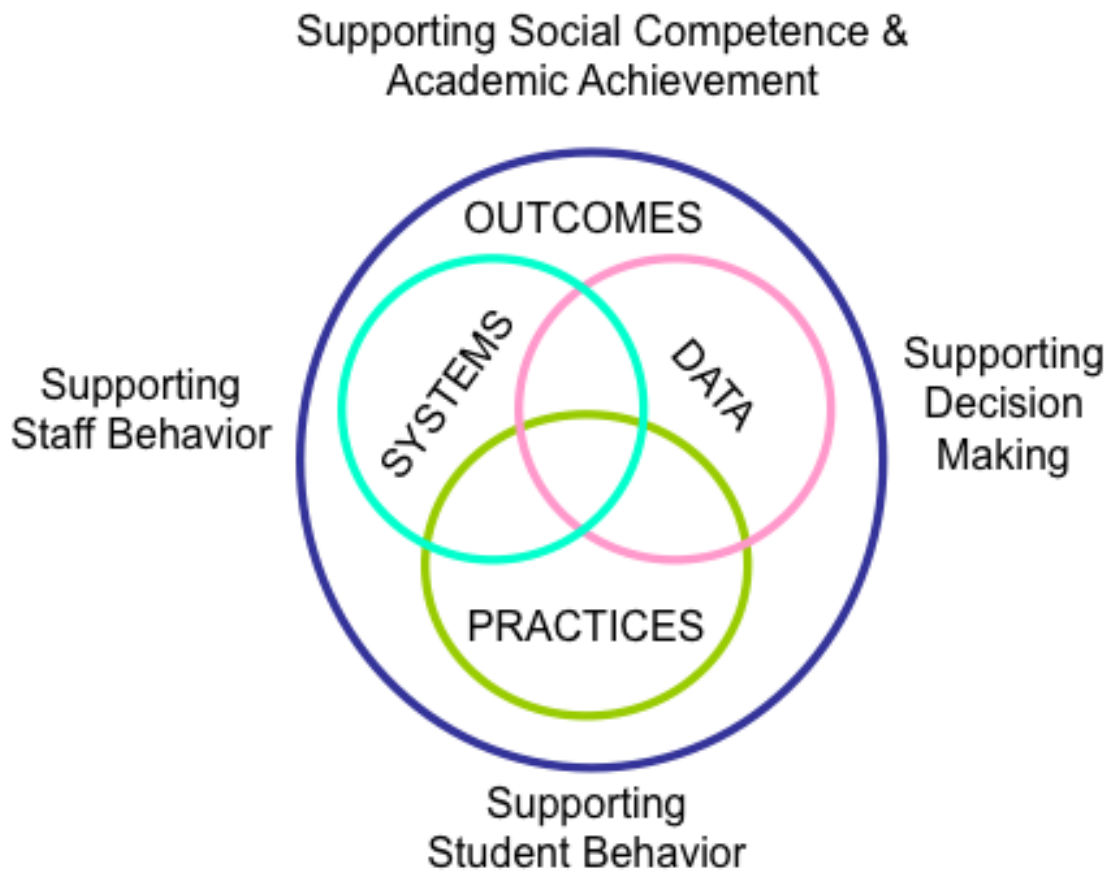 Supporting Social Competence &
Academic Achievement
OUTCOMES
SYSTEMS
DATA
Supporting
Staff Behavior
Supporting
Decision
Making
PRACTICES
Supporting
Student Behavior